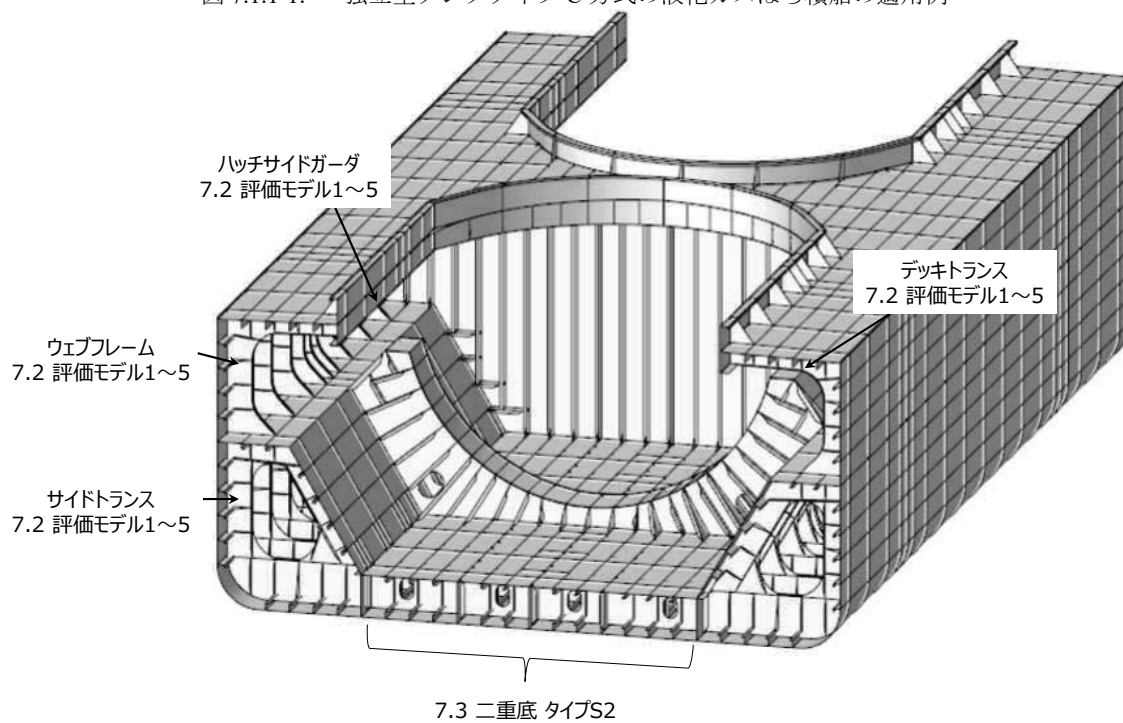 ハッチサイドガーダ
7.2 評価モデル1～5
デッキトランス
7.2 評価モデル1～5
ウェブフレーム
7.2 評価モデル1～5
サイドトランス
7.2 評価モデル1～5
7.3 二重底 タイプS2